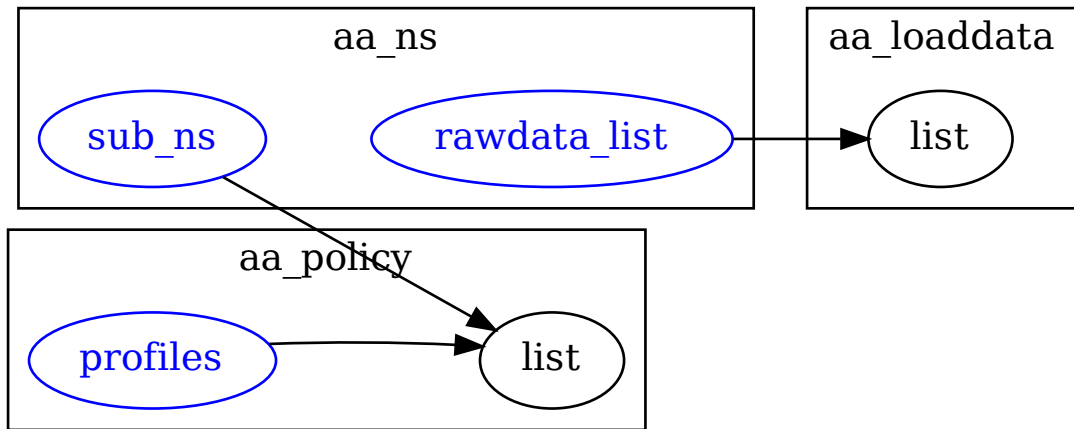 aa_ns
aa_loaddata
sub_ns
rawdata_list
list
aa_policy
profiles
list